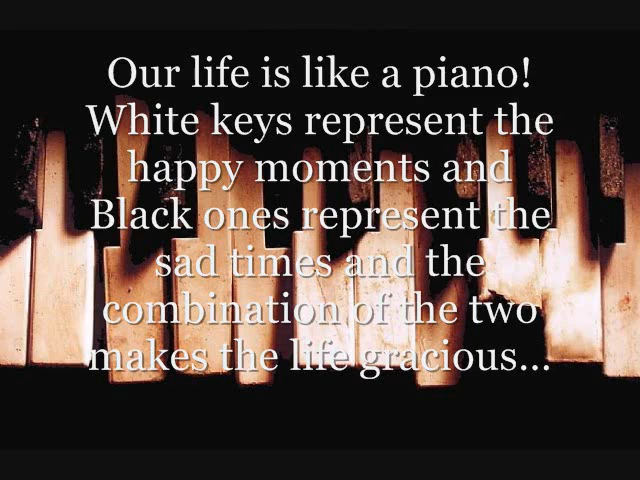 Our life is like a piano!
White keys represent the
happy moments and
Black ones represent the
sad times and the
combination of the two
makes the life gracious...